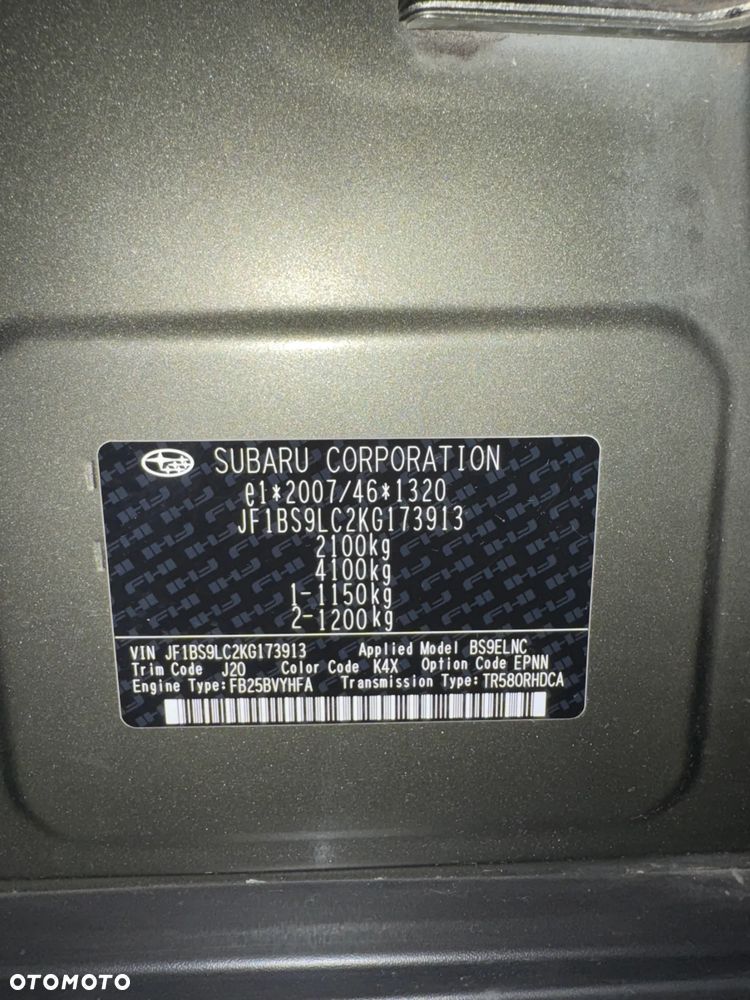 SUBARU CORPORATION
e1*2007/46*1320
JF1BS9LC2KG173913
2100kg
4100kg
1-1150kg
2-1200kg
VIN JF1BS9LC2KG173913 Applied Model BS9ELNC
Trim Code J20 Color Code K4X Option Code EPNN
Engine Type:FB25BVYHFA Transmission Type:TR580RHDCA
OTOMOTO